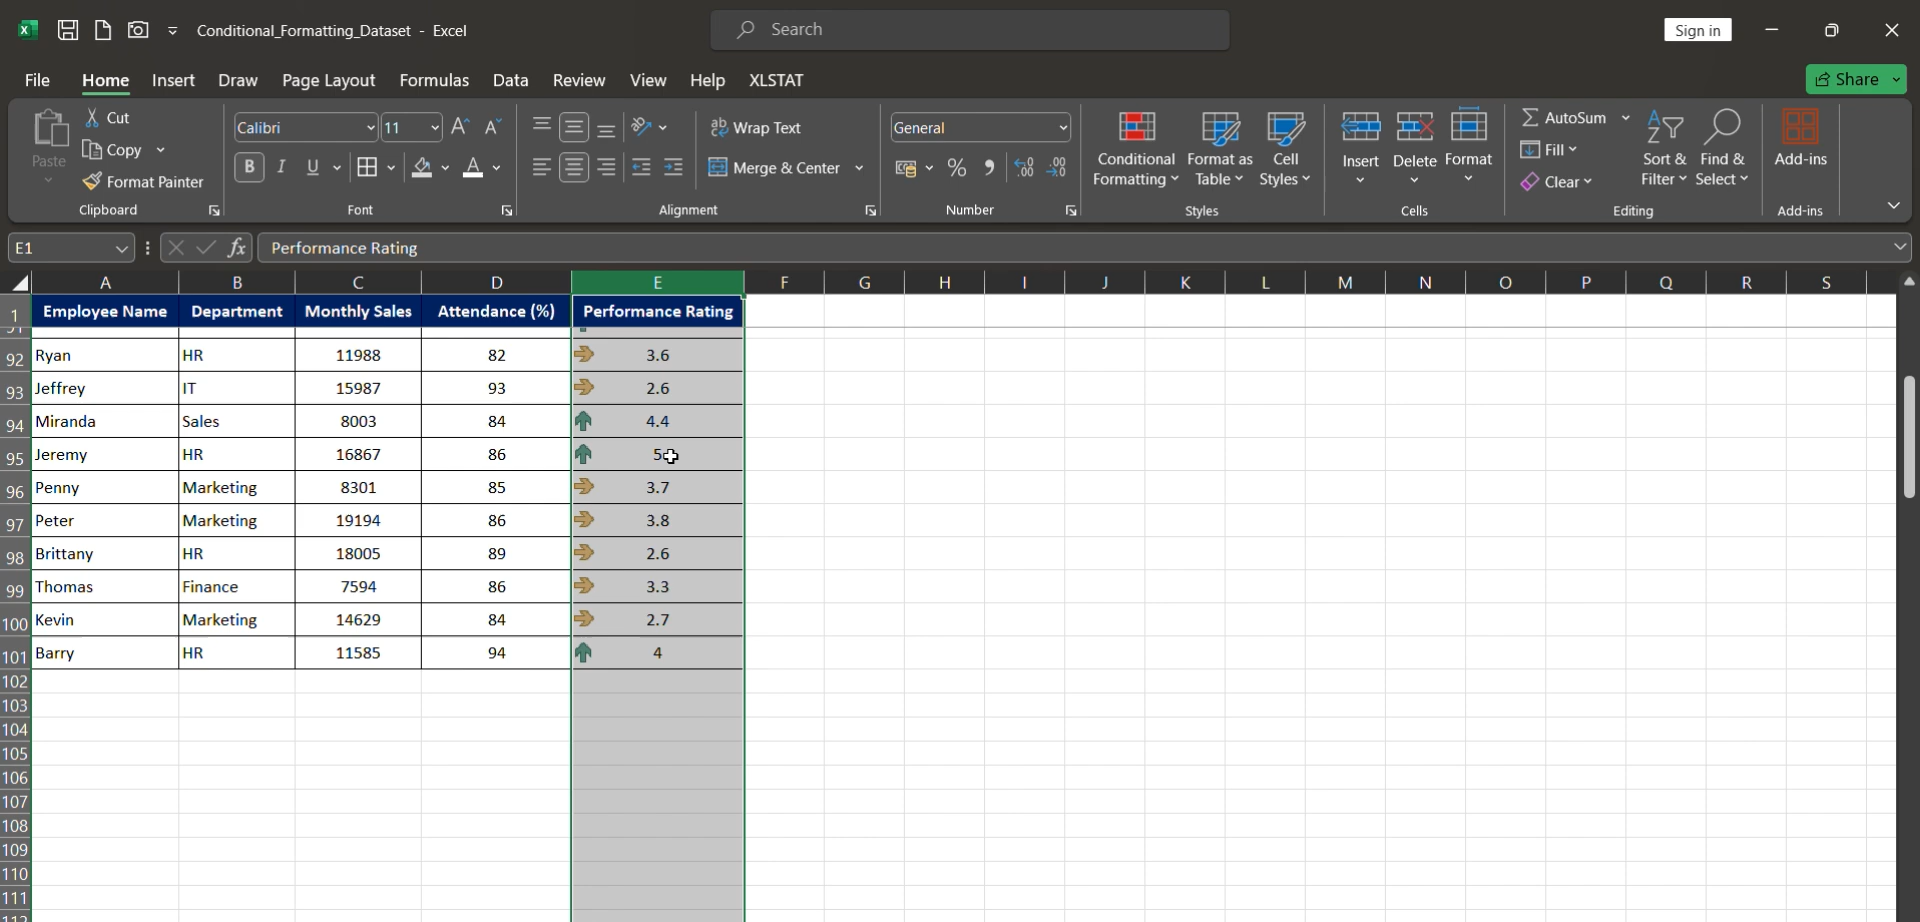 Conditional_Formatting_Dataset - Excel
Search
Sign in
File Home Insert Draw Page Layout Formulas Data Review View Help XLSTAT
Share
Paste
Cut
Copy
Format Painter
Clipboard
Calibri 11
B I U
Font
Wrap Text
Merge & Center
Alignment
General
Number
Conditional Formatting
Format as Table
Cell Styles
Styles
Insert Delete Format
Cells
AutoSum
Fill
Clear
Sort & Filter
Find & Select
Editing
Add-ins
Add-ins
E1 fx Performance Rating
A B C D E F G H I J K L M N O P Q R S
1 Employee Name Department Monthly Sales Attendance (%) Performance Rating
92 Ryan HR 11988 82 3.6
93 Jeffrey IT 15987 93 2.6
94 Miranda Sales 8003 84 4.4
95 Jeremy HR 16867 86 5
96 Penny Marketing 8301 85 3.7
97 Peter Marketing 19194 86 3.8
98 Brittany HR 18005 89 2.6
99 Thomas Finance 7594 86 3.3
100 Kevin Marketing 14629 84 2.7
101 Barry HR 11585 94 4
102
103
104
105
106
107
108
109
110
111